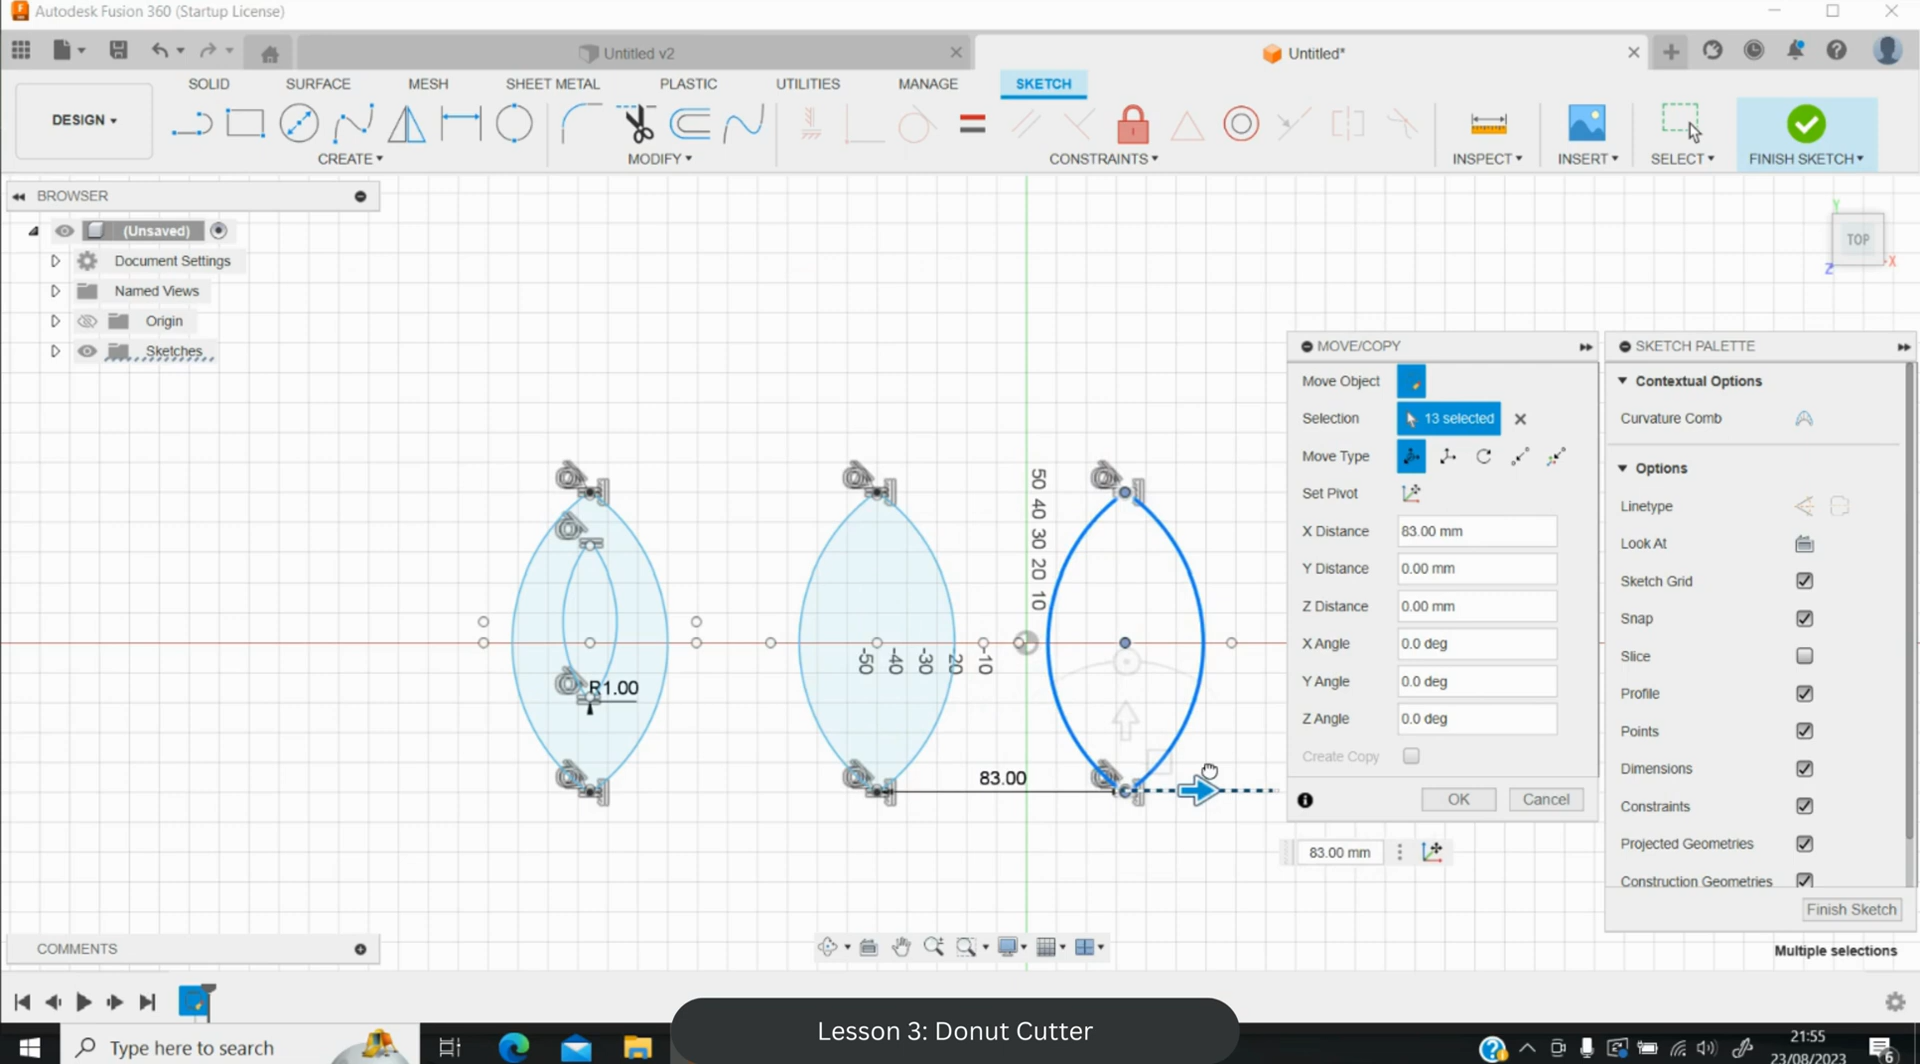 Autodesk Fusion 360 (Startup License)
Untitled v2
Untitled*
SOLID SURFACE MESH SHEET METAL PLASTIC UTILITIES MANAGE SKETCH
DESIGN
CREATE MODIFY CONSTRAINTS INSPECT INSERT SELECT FINISH SKETCH
BROWSER
(Unsaved)
Document Settings
Named Views
Origin
Sketches
Y
TOP
X
Z
MOVE/COPY
Move Object
Selection 13 selected
Move Type
Set Pivot
X Distance 83.00 mm
Y Distance 0.00 mm
Z Distance 0.00 mm
X Angle 0.0 deg
Y Angle 0.0 deg
Z Angle 0.0 deg
Create Copy
OK Cancel
83.00 mm
SKETCH PALETTE
Contextual Options
Curvature Comb
Options
Linetype
Look At
Sketch Grid
Snap
Slice
Profile
Points
Dimensions
Constraints
Projected Geometries
Construction Geometries
Finish Sketch
Multiple selections
50 40 30 20 10
-50 -40 -30 -20 -10
R1.00
83.00
COMMENTS
Lesson 3: Donut Cutter
Type here to search
21:55
23/08/2023
6